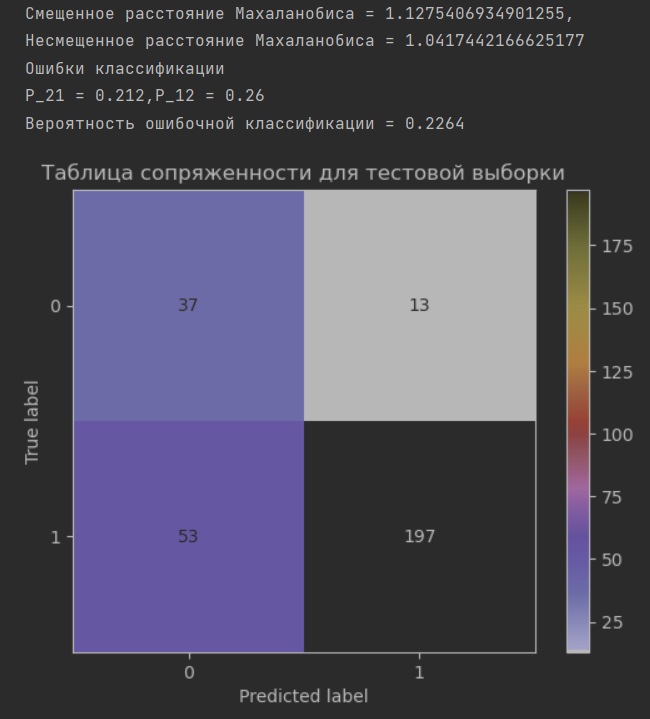 Смещенное расстояние Махаланобиса = 1.1275406934901255,
Несмещенное расстояние Махаланобиса = 1.0417442166625177
Ошибки классификации
P_21 = 0.212,P_12 = 0.26
Вероятность ошибочной классификации = 0.2264
Таблица сопряженности для тестовой выборки
175
150
125
100
75
50
25
True label
0
37
13
1
53
197
0
1
Predicted label